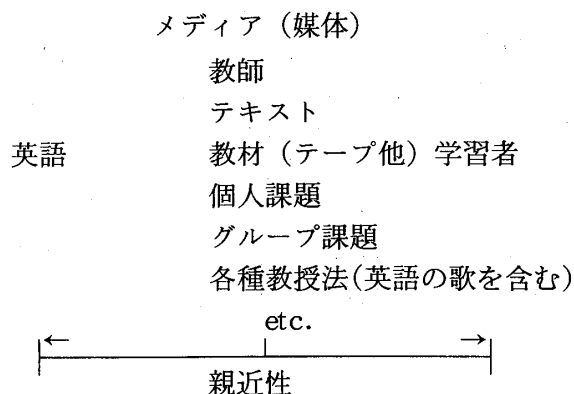 メディア（媒体）
教師
テキスト
英語 教材（テープ他）学習者
個人課題
グループ課題
各種教授法(英語の歌を含む)
etc.
← →
親近性